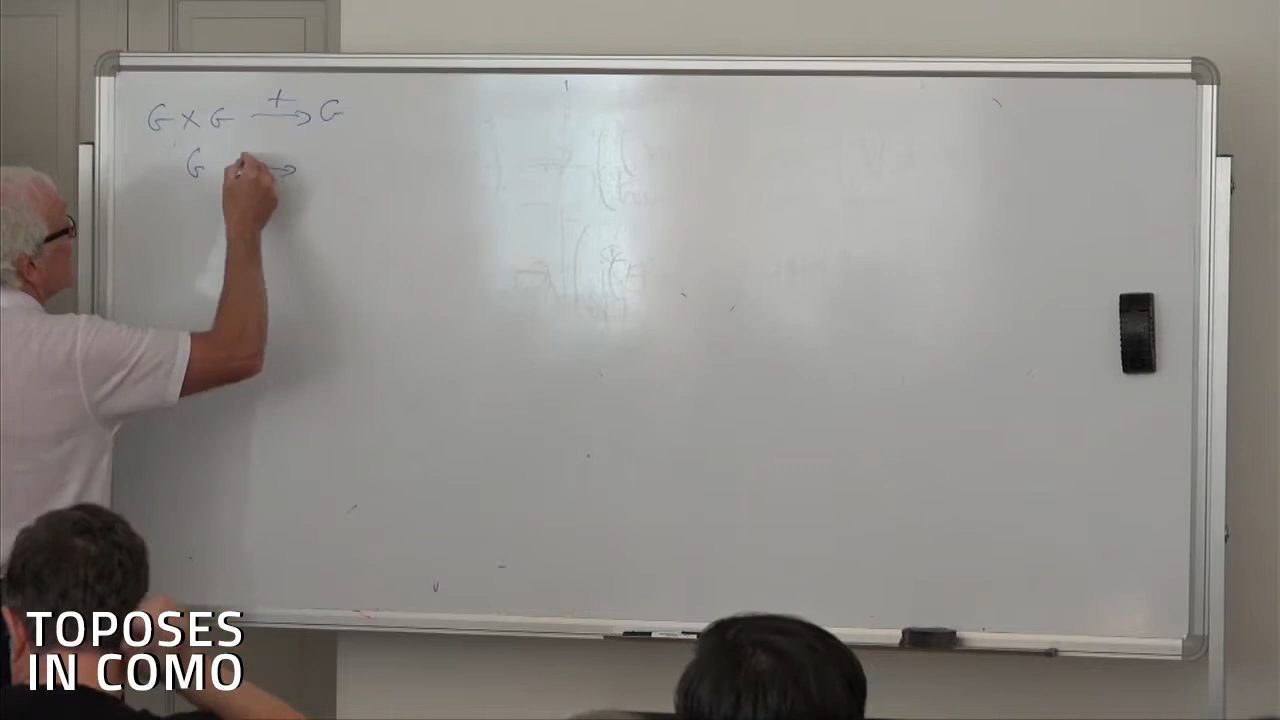 G × G —+→ G
G →
TOPOSES
IN COMO